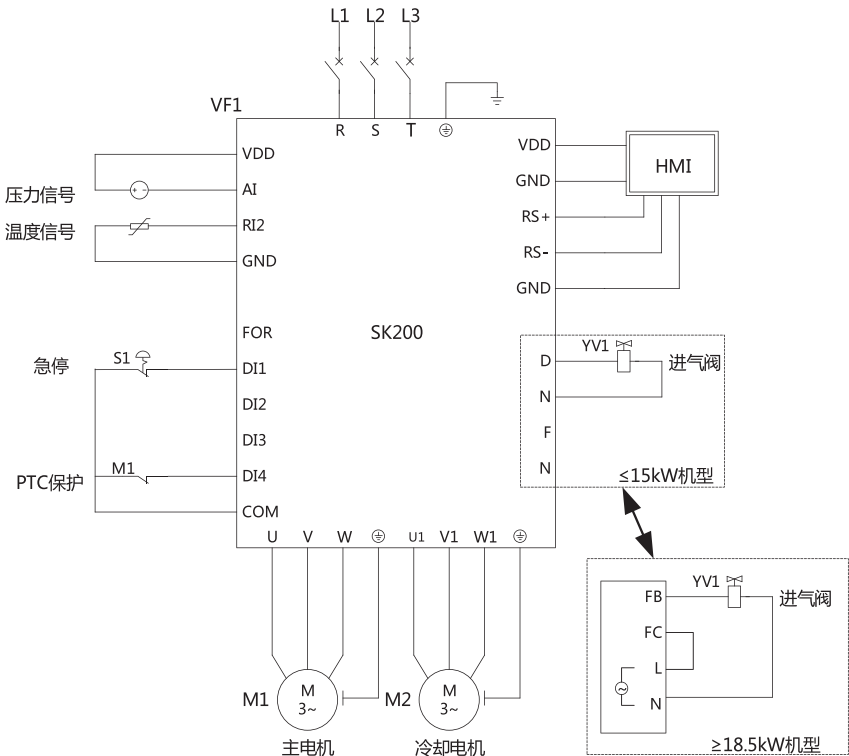 L1 L2 L3
VF1
R S T
VDD
AI
RI2
GND
压力信号
温度信号
FOR
DI1
DI2
DI3
DI4
COM
急停
S1
PTC保护
M1
SK200
VDD
GND
RS+
RS-
GND
HMI
D
N
F
N
YV1
进气阀
≤15kW机型
U V W U1 V1 W1
M1
M
3~
主电机
M2
M
3~
冷却电机
FB
FC
L
N
YV1
进气阀
≥18.5kW机型